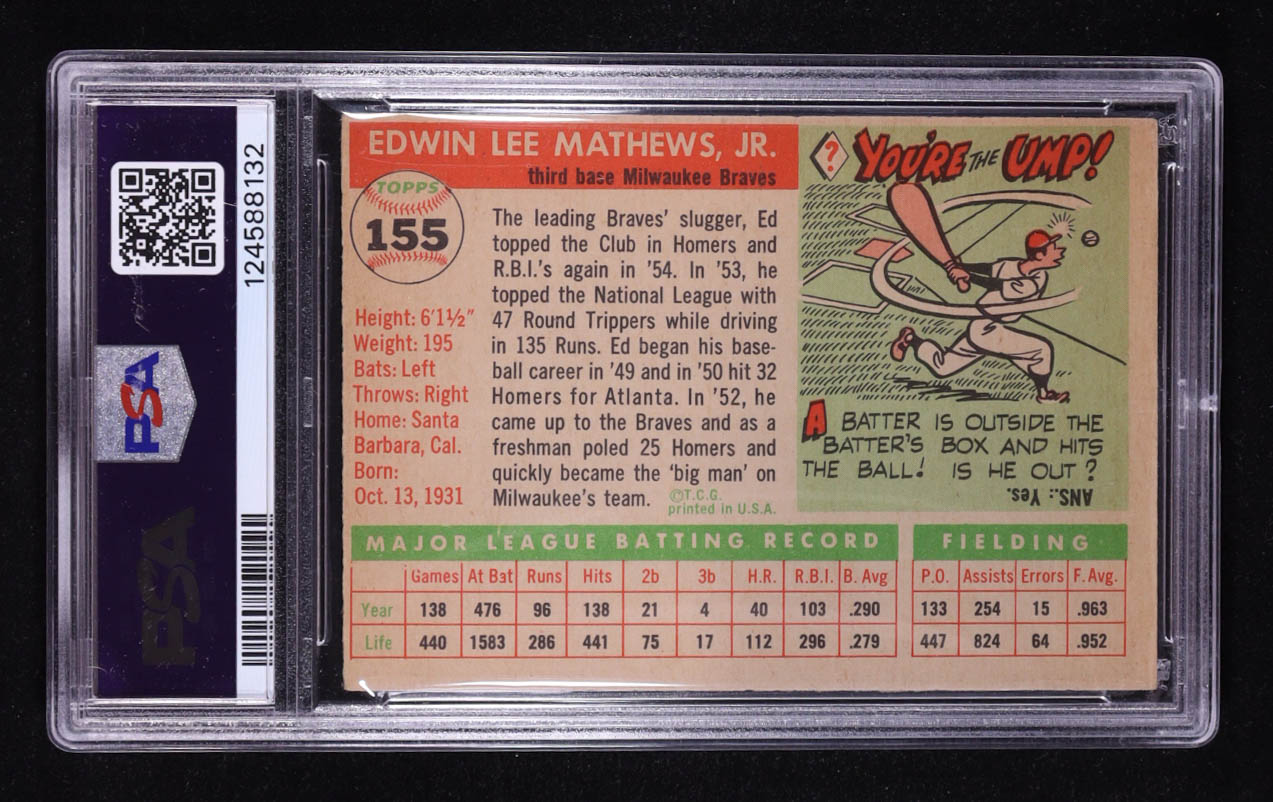 124588132
PSA
PSA
EDWIN LEE MATHEWS, JR.
third base Milwaukee Braves
TOPPS
155
Height: 6'1½"
Weight: 195
Bats: Left
Throws: Right
Home: Santa
Barbara, Cal.
Born:
Oct. 13, 1931
The leading Braves' slugger, Ed
topped the Club in Homers and
R.B.I.'s again in '54. In '53, he
topped the National League with
47 Round Trippers while driving
in 135 Runs. Ed began his base-
ball career in '49 and in '50 hit 32
Homers for Atlanta. In '52, he
came up to the Braves and as a
freshman poled 25 Homers and
quickly became the 'big man' on
Milwaukee's team.
©T.C.G.
printed in U.S.A.
? YOU'RE THE UMP!
A BATTER IS OUTSIDE THE
BATTER'S BOX AND HITS
THE BALL! IS HE OUT?
ANS.: Yes.
MAJOR LEAGUE BATTING RECORD
Games At Bat Runs Hits 2b 3b H.R. R.B.I. B. Avg
Year 138 476 96 138 21 4 40 103 .290
Life 440 1583 286 441 75 17 112 296 .279
FIELDING
P.O. Assists Errors F. Avg.
133 254 15 .963
447 824 64 .952